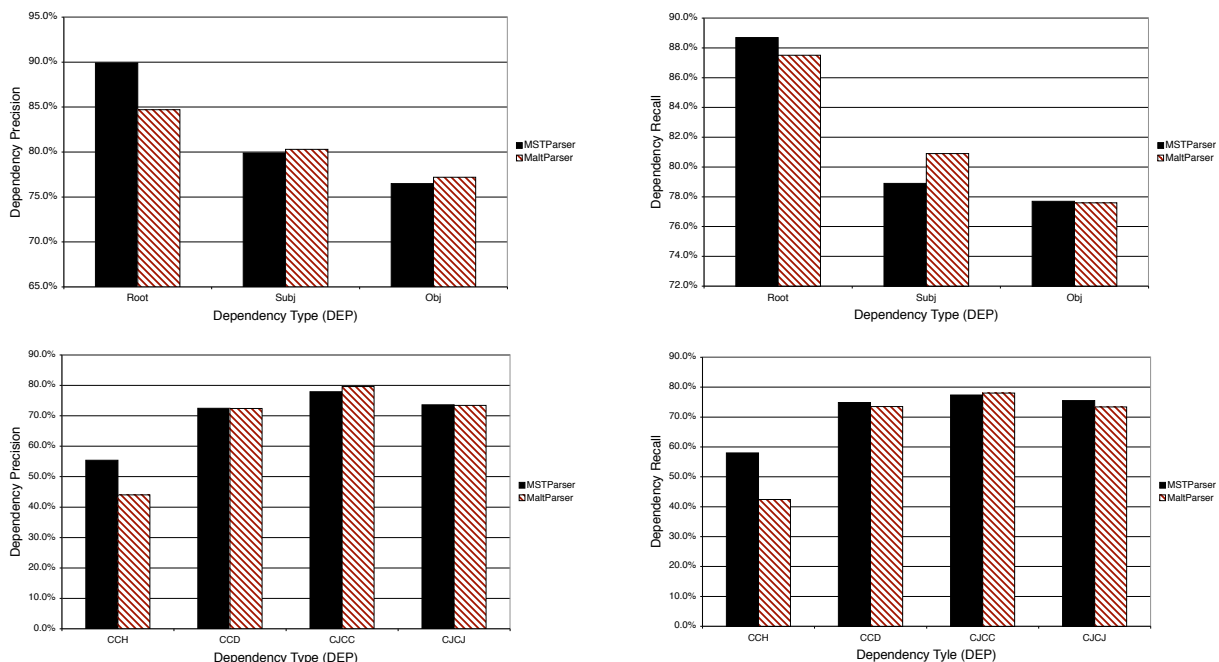 95.0%
90.0%
85.0%
80.0%
75.0%
70.0%
65.0%
Dependency Precision
Root Subj Obj
Dependency Type (DEP)
MSTParser
MaltParser
90.0%
88.0%
86.0%
84.0%
82.0%
80.0%
78.0%
76.0%
74.0%
72.0%
Dependency Recall
Root Subj Obj
Dependency Type (DEP)
MSTParser
MaltParser
90.0%
80.0%
70.0%
60.0%
50.0%
40.0%
30.0%
20.0%
10.0%
0.0%
Dependency Precision
CCH CCD CJCC CJCJ
Dependency Type (DEP)
MSTParser
MaltParser
90.0%
80.0%
70.0%
60.0%
50.0%
40.0%
30.0%
20.0%
10.0%
0.0%
Dependency Recall
CCH CCD CJCC CJCJ
Dependency Tyle (DEP)
MSTParser
MaltParser